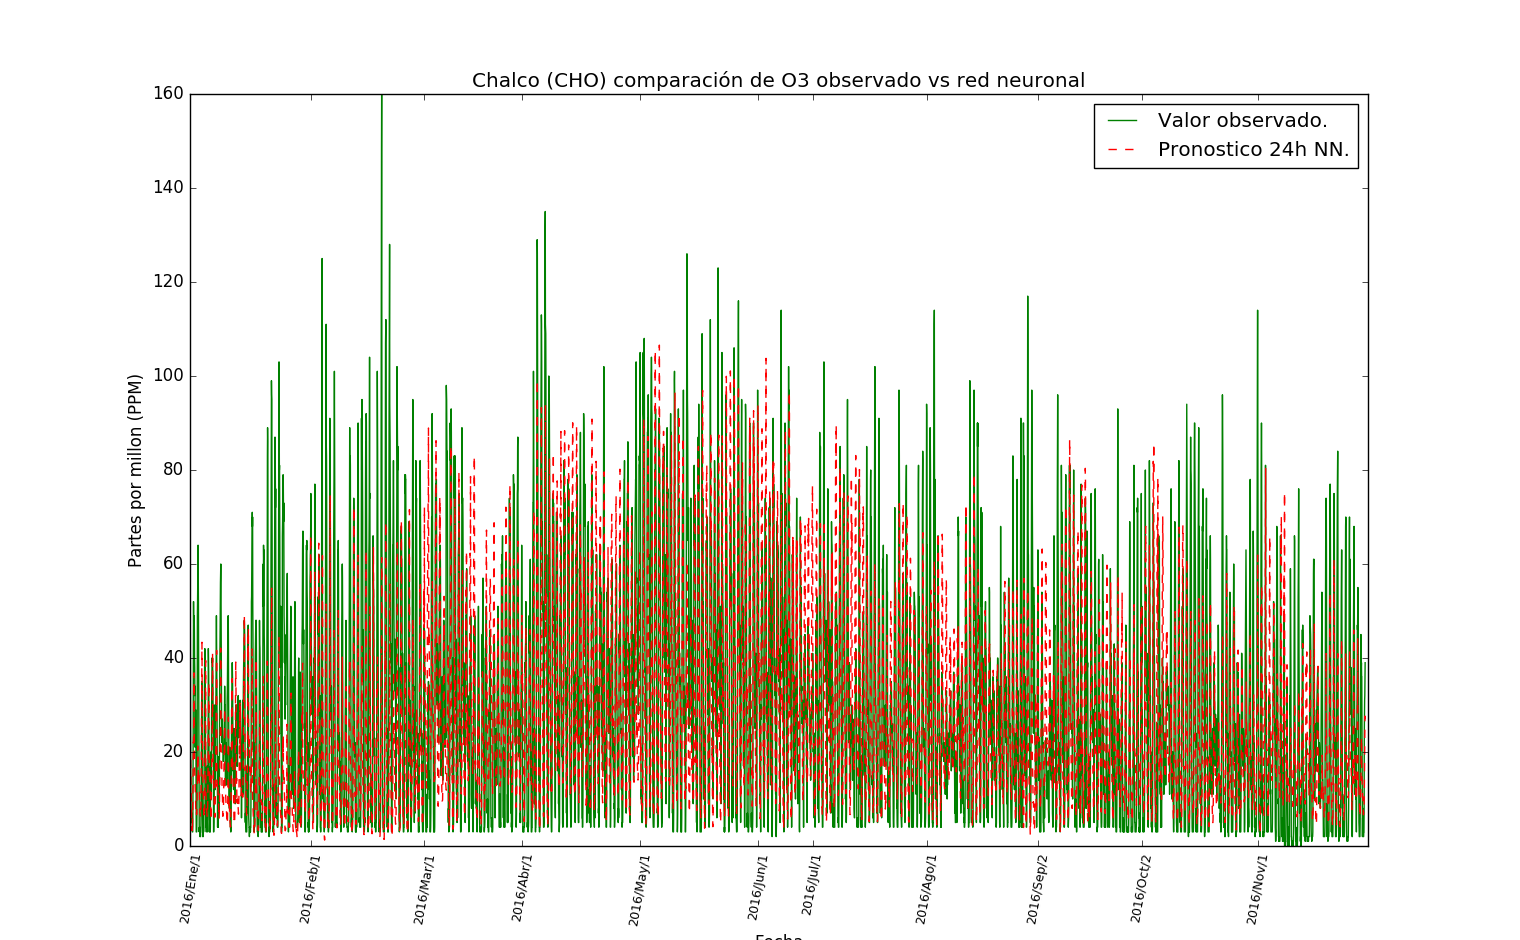 Chalco (CHO) comparación de O3 observado vs red neuronal
160
140
120
100
80
60
40
20
0
Partes por millon (PPM)
Valor observado.
Pronostico 24h NN.
2016/Ene/1
2016/Feb/1
2016/Mar/1
2016/Abr/1
2016/May/1
2016/Jun/1
2016/Jul/1
2016/Ago/1
2016/Sep/2
2016/Oct/2
2016/Nov/1
Fecha